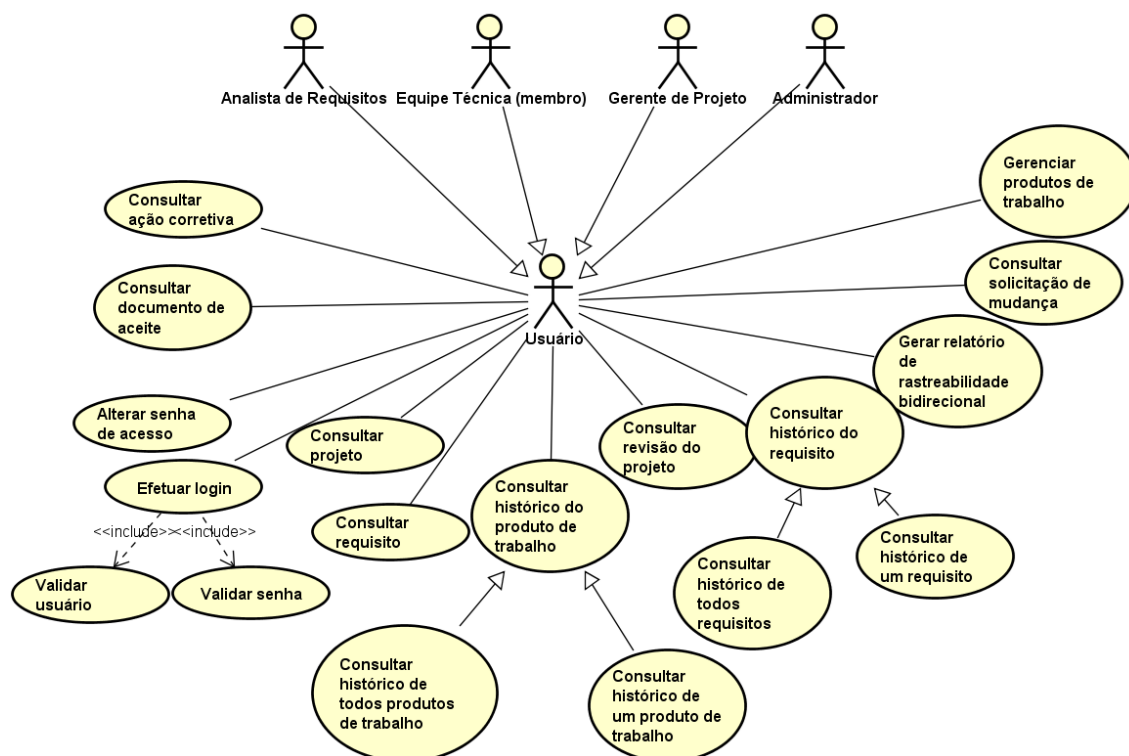 Analista de Requisitos
Equipe Técnica (membro)
Gerente de Projeto
Administrador
Gerenciar
produtos de
trabalho
Consultar
ação corretiva
Consultar
solicitação de
mudança
Consultar
documento de
aceite
Usuário
Gerar relatório
de
rastreabilidade
bidirecional
Alterar senha
de acesso
Consultar
projeto
Consultar
revisão do
projeto
Consultar
histórico do
requisito
Efetuar login
Consultar
histórico do
produto de
trabalho
<<include>>
<<include>>
Consultar
requisito
Consultar
histórico de
um requisito
Consultar
histórico de
todos
requisitos
Validar
usuário
Validar senha
Consultar
histórico de
todos produtos
de trabalho
Consultar
histórico de
um produto de
trabalho